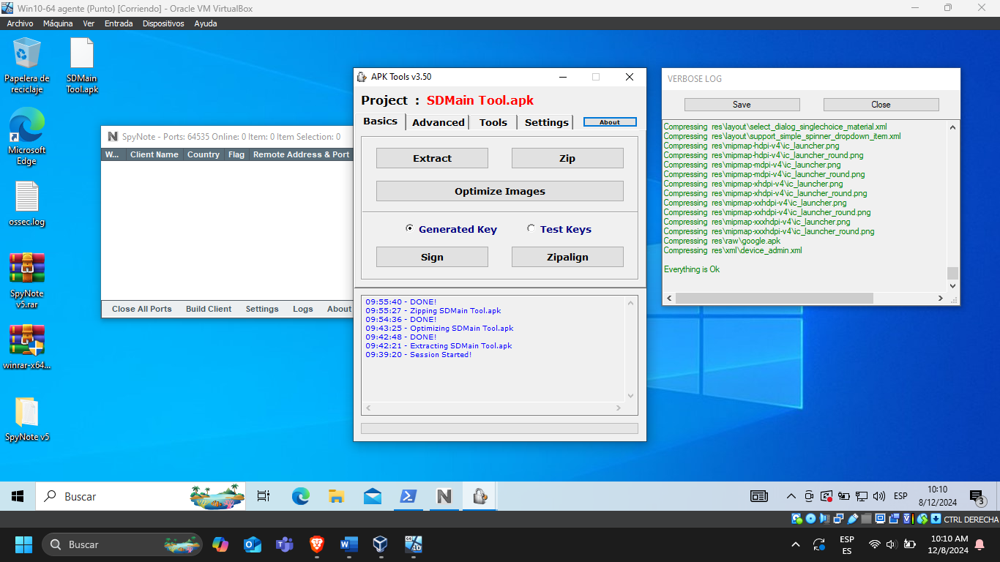 Win10-64 agente (Punto) [Corriendo] - Oracle VM VirtualBox
Archivo Máquina Ver Entrada Dispositivos Ayuda
Papelera de
reciclaje
SDMain
Tool.apk
Microsoft
Edge
ossec.log
SpyNote
v5.rar
winrar-x64...
SpyNote v5
SpyNote - Ports: 64535 Online: 0 Item: 0 Item Selection: 0
W... Client Name Country Flag Remote Address & Port
Close All Ports Build Client Settings Logs About
APK Tools v3.50
Project : SDMain Tool.apk
Basics Advanced Tools Settings About
Extract Zip
Optimize Images
Generated Key Test Keys
Sign Zipalign
09:55:40 - DONE!
09:55:27 - Zipping SDMain Tool.apk
09:54:36 - DONE!
09:43:25 - Optimizing SDMain Tool.apk
09:42:48 - DONE!
09:42:21 - Extracting SDMain Tool.apk
09:39:20 - Session Started!
VERBOSE LOG
Save Close
Compressing res\layout\select_dialog_singlechoice_material.xml
Compressing res\layout\support_simple_spinner_dropdown_item.xml
Compressing res\mipmap-hdpi-v4\ic_launcher.png
Compressing res\mipmap-hdpi-v4\ic_launcher_round.png
Compressing res\mipmap-mdpi-v4\ic_launcher.png
Compressing res\mipmap-mdpi-v4\ic_launcher_round.png
Compressing res\mipmap-xhdpi-v4\ic_launcher.png
Compressing res\mipmap-xhdpi-v4\ic_launcher_round.png
Compressing res\mipmap-xxhdpi-v4\ic_launcher.png
Compressing res\mipmap-xxhdpi-v4\ic_launcher_round.png
Compressing res\mipmap-xxxhdpi-v4\ic_launcher.png
Compressing res\mipmap-xxxhdpi-v4\ic_launcher_round.png
Compressing res\raw\google.apk
Compressing res\xml\device_admin.xml
Everything is Ok
Buscar
ESP
10:10
8/12/2024
3
CTRL DERECHA
Buscar
ESP
ES
10:10 AM
12/8/2024